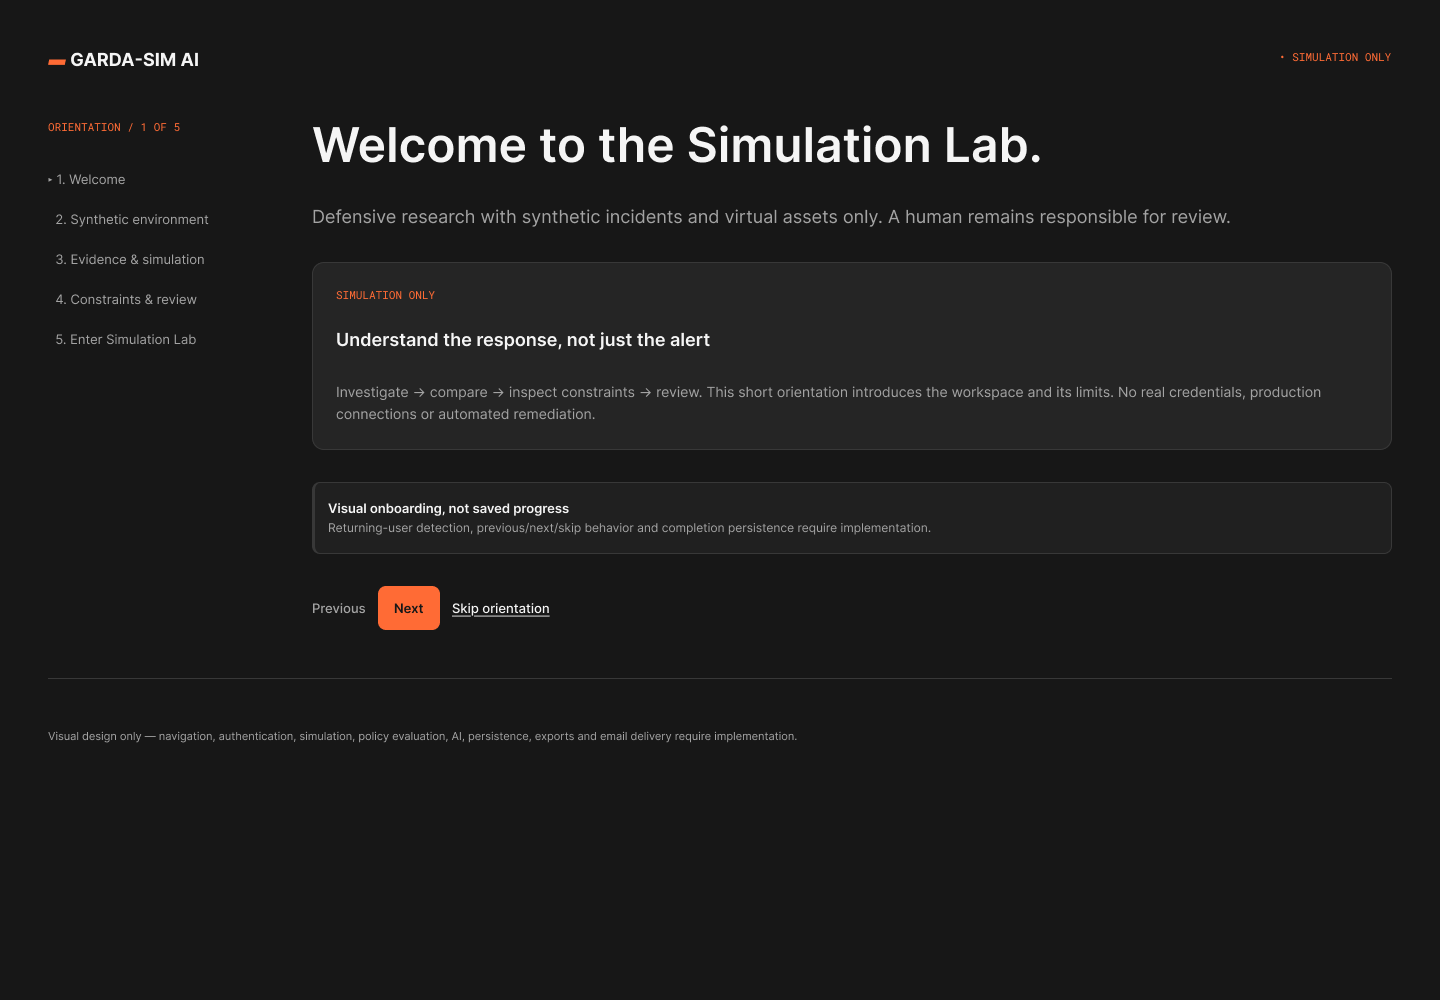 GARDA-SIM AI
• SIMULATION ONLY
ORIENTATION / 1 OF 5
▸ 1. Welcome
2. Synthetic environment
3. Evidence & simulation
4. Constraints & review
5. Enter Simulation Lab
Welcome to the Simulation Lab.
Defensive research with synthetic incidents and virtual assets only. A human remains responsible for review.
SIMULATION ONLY
Understand the response, not just the alert
Investigate → compare → inspect constraints → review. This short orientation introduces the workspace and its limits. No real credentials, production
connections or automated remediation.
Visual onboarding, not saved progress
Returning-user detection, previous/next/skip behavior and completion persistence require implementation.
Previous
Next
Skip orientation
Visual design only — navigation, authentication, simulation, policy evaluation, AI, persistence, exports and email delivery require implementation.